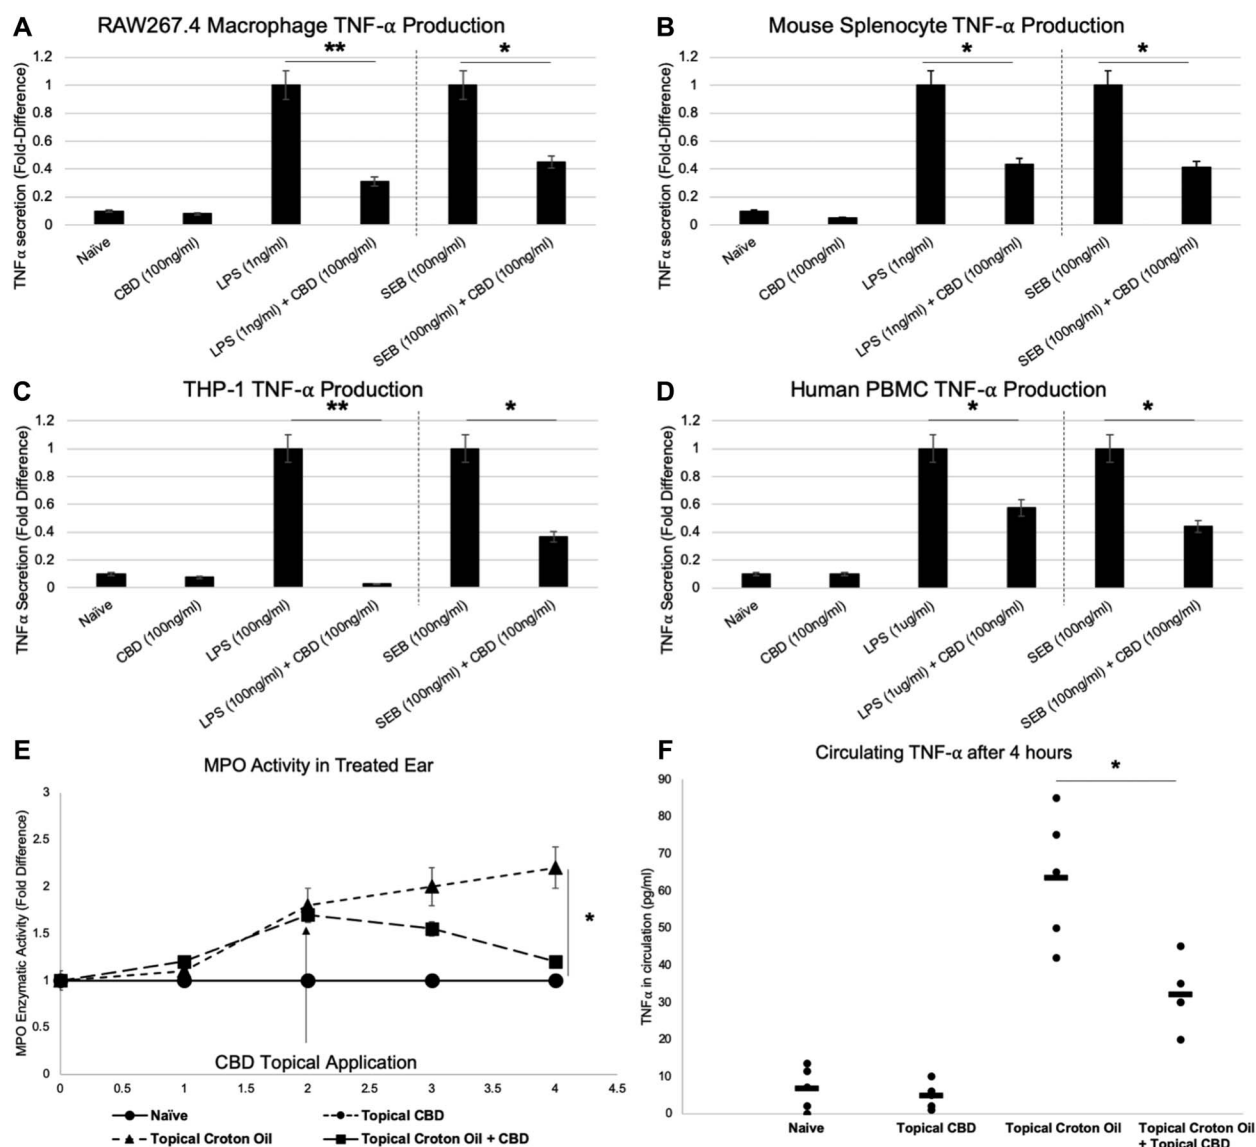 A
RAW267.4 Macrophage TNF-α Production
TNFα secretion (Fold-Difference)
1.2
1
0.8
0.6
0.4
0.2
0
**
*
Naïve
CBD (100ng/ml)
LPS (1ng/ml)
LPS (1ng/ml) + CBD (100ng/ml)
SEB (100ng/ml)
SEB (100ng/ml) + CBD (100ng/ml)
B
Mouse Splenocyte TNF-α Production
TNFα secretion (Fold-Difference)
1.2
1
0.8
0.6
0.4
0.2
0
*
*
Naïve
CBD (100ng/ml)
LPS (1ng/ml)
LPS (1ng/ml) + CBD (100ng/ml)
SEB (100ng/ml)
SEB (100ng/ml) + CBD (100ng/ml)
C
THP-1 TNF-α Production
TNFα Secretion (Fold Difference)
1.2
1
0.8
0.6
0.4
0.2
0
**
*
Naïve
CBD (100ng/ml)
LPS (100ng/ml)
LPS (100ng/ml) + CBD (100ng/ml)
SEB (100ng/ml)
SEB (100ng/ml) + CBD (100ng/ml)
D
Human PBMC TNF-α Production
TNFα Secretion (Fold Difference)
1.2
1
0.8
0.6
0.4
0.2
0
*
*
Naïve
CBD (100ng/ml)
LPS (1ug/ml)
LPS (1ug/ml) + CBD (100ng/ml)
SEB (100ng/ml)
SEB (100ng/ml) + CBD (100ng/ml)
E
MPO Activity in Treated Ear
MPO Enzymatic Activity (Fold Difference)
3
2.5
2
1.5
1
0.5
0
*
CBD Topical Application
0 0.5 1 1.5 2 2.5 3 3.5 4 4.5
Naïve
Topical CBD
Topical Croton Oil
Topical Croton Oil + CBD
F
Circulating TNF-α after 4 hours
TNFα in circulation (pg/ml)
90
80
70
60
50
40
30
20
10
0
*
Naive
Topical CBD
Topical Croton Oil
Topical Croton Oil
+ Topical CBD